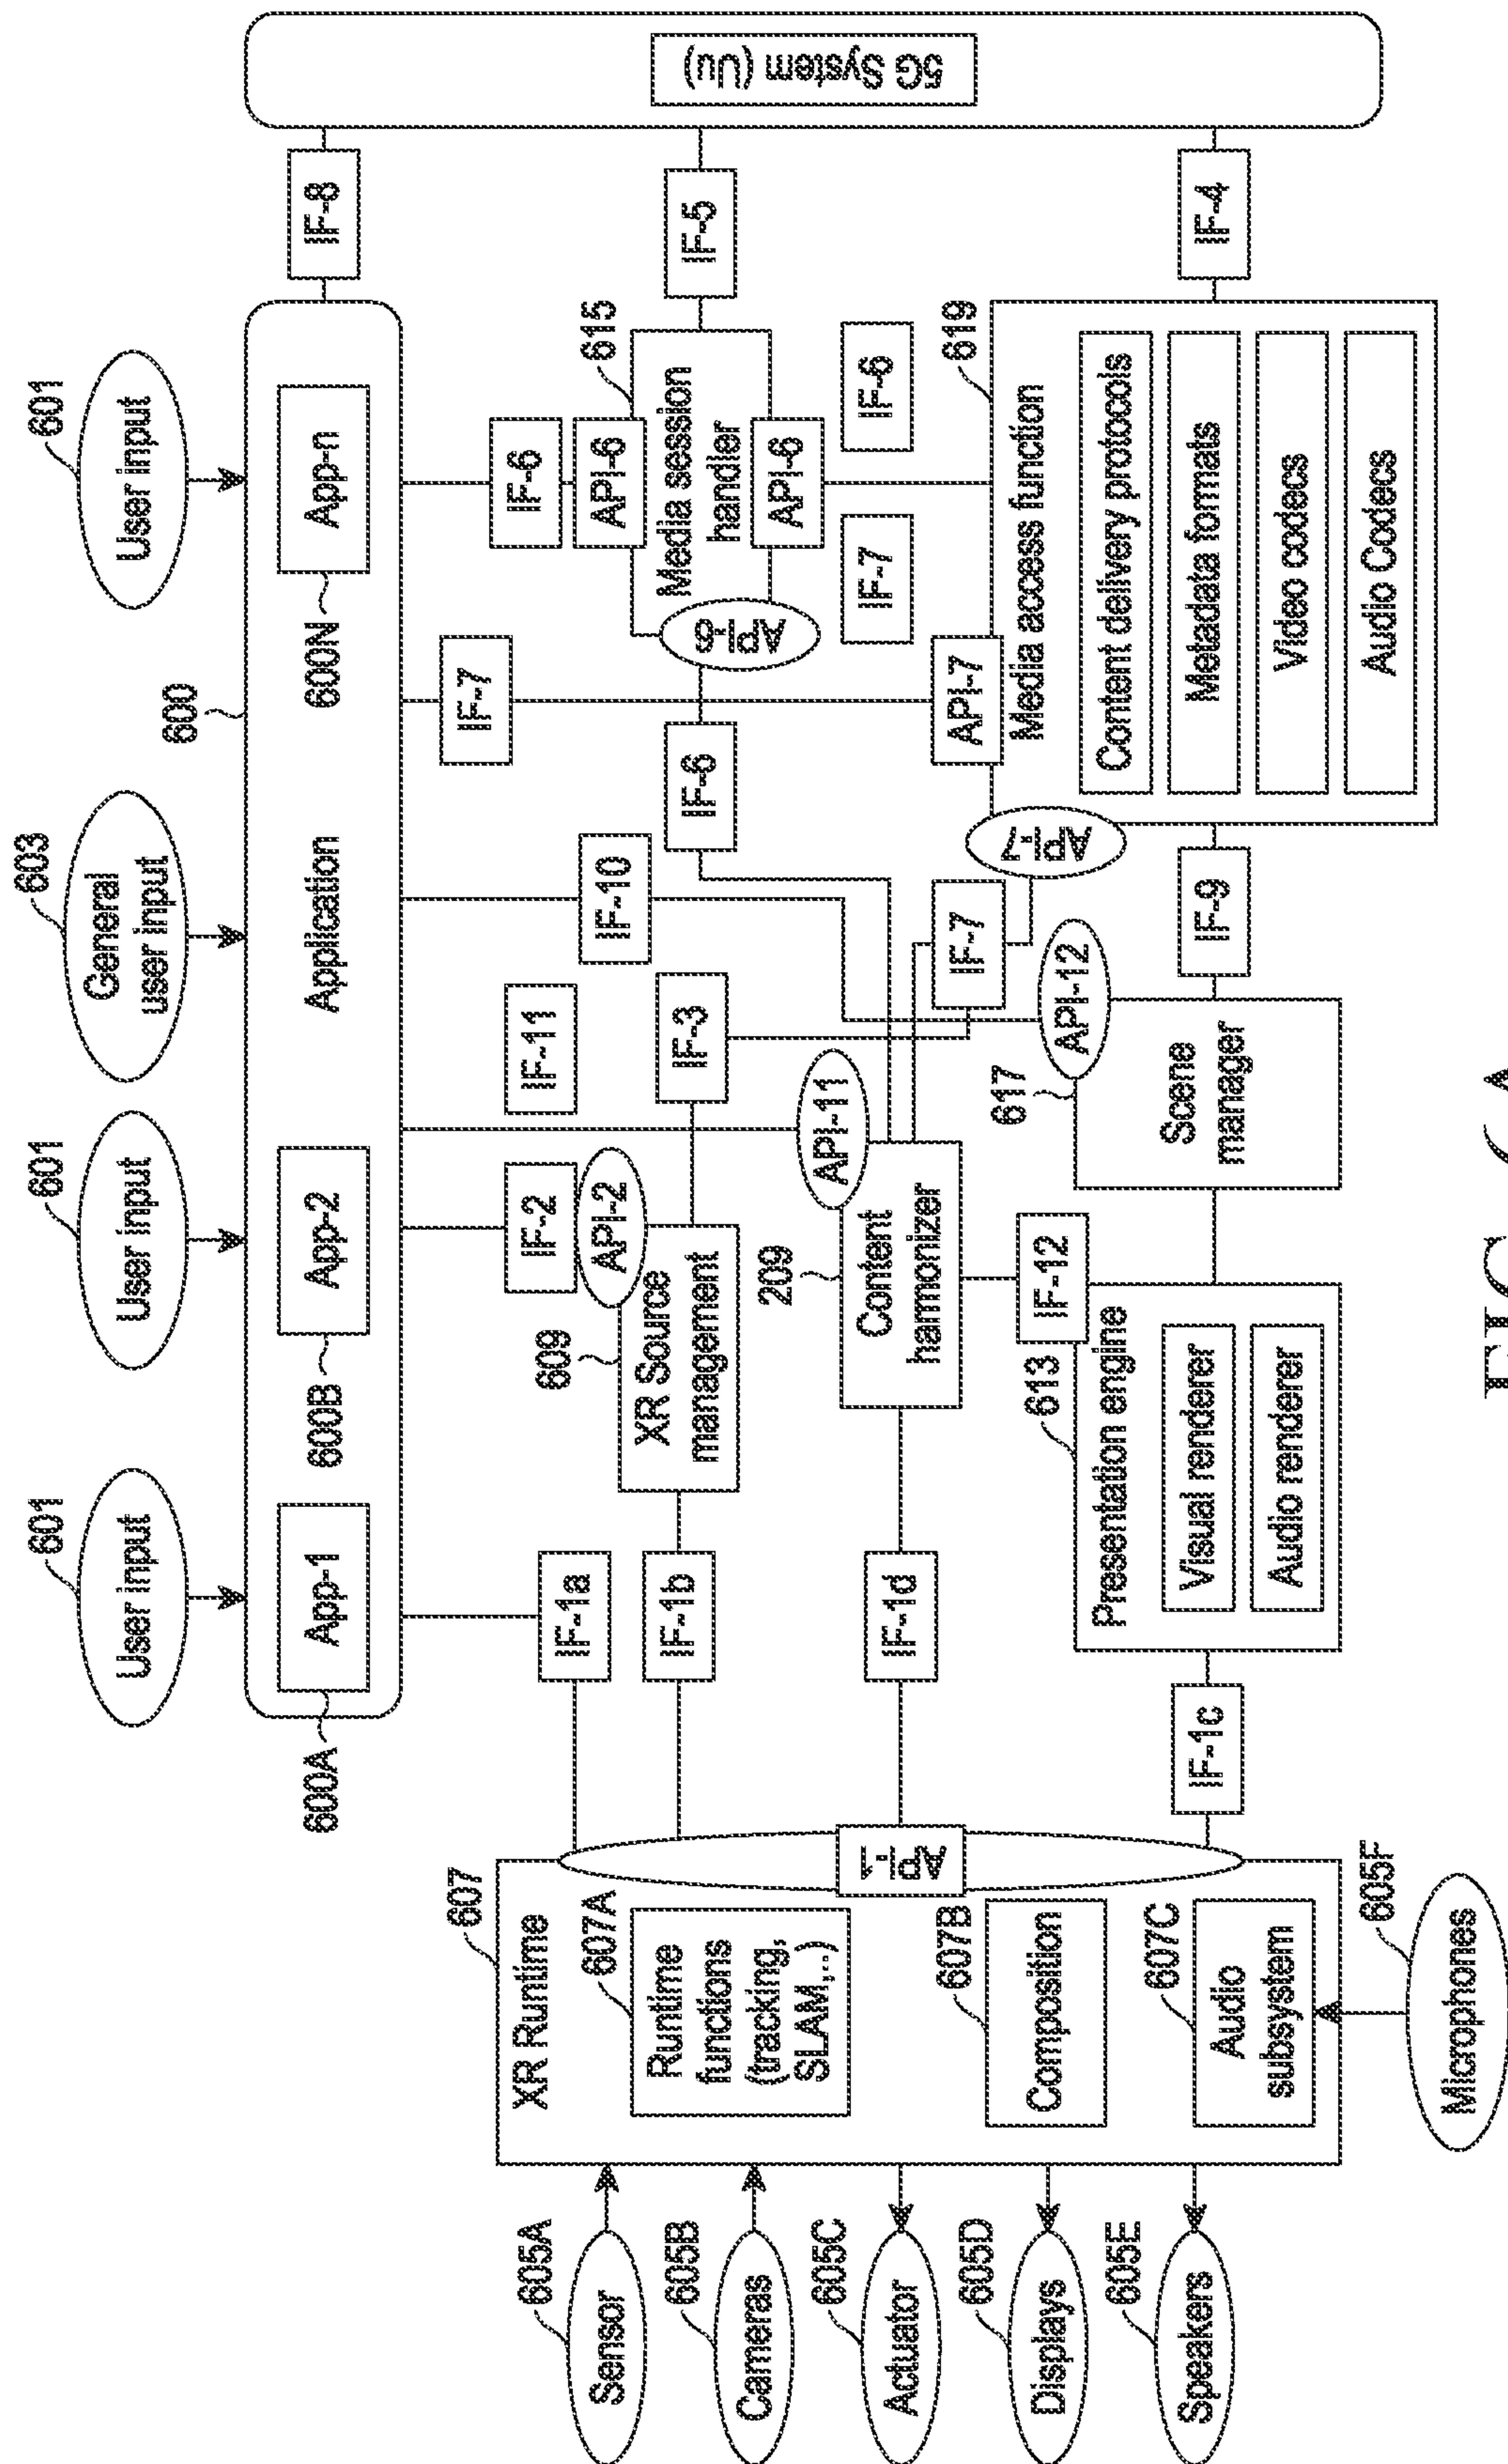 601
User input
601
User input
603
General
user input
601
User input
600
App-1
App-2
Application
App-n
600A
600B
600N
IF-8
5G System (Uu)
IF-1a
IF-2
IF-11
IF-10
IF-7
IF-6
API-2
API-6
615
609
XR Source
management
IF-1b
IF-3
IF-6
API-6
Media session
handler
API-6
IF-5
607
XR Runtime
607A
Runtime
functions
(tracking,
SLAM,..)
607B
Composition
607C
Audio
subsystem
API-1
605A
Sensor
605B
Cameras
605C
Actuator
605D
Displays
605E
Speakers
605F
Microphones
209
Content
harmonizer
API-11
IF-1d
IF-7
IF-7
IF-6
619
API-7
API-7
Media access function
Content delivery protocols
Metadata formats
Video codecs
Audio Codecs
IF-4
IF-9
617
API-12
Scene
manager
IF-12
613
Presentation engine
Visual renderer
Audio renderer
IF-1c